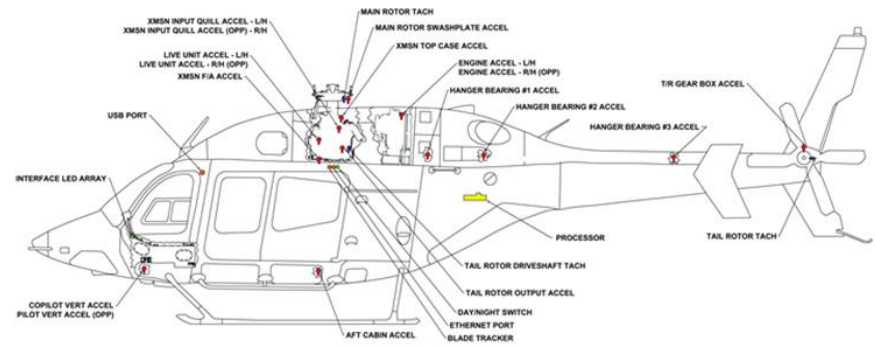 XMSN INPUT QUILL ACCEL - L/H
XMSN INPUT QUILL ACCEL (OPP) - R/H
MAIN ROTOR TACH
MAIN ROTOR SWASHPLATE ACCEL
XMSN TOP CASE ACCEL
LIVE UNIT ACCEL - L/H
LIVE UNIT ACCEL - R/H (OPP)
XMSN F/A ACCEL
ENGINE ACCEL - L/H
ENGINE ACCEL - R/H (OPP)
HANGER BEARING #1 ACCEL
HANGER BEARING #2 ACCEL
T/R GEAR BOX ACCEL
USB PORT
HANGER BEARING #3 ACCEL
INTERFACE LED ARRAY
PROCESSOR
TAIL ROTOR TACH
TAIL ROTOR DRIVESHAFT TACH
TAIL ROTOR OUTPUT ACCEL
COPILOT VERT ACCEL
PILOT VERT ACCEL (OPP)
DAY/NIGHT SWITCH
ETHERNET PORT
AFT CABIN ACCEL
BLADE TRACKER